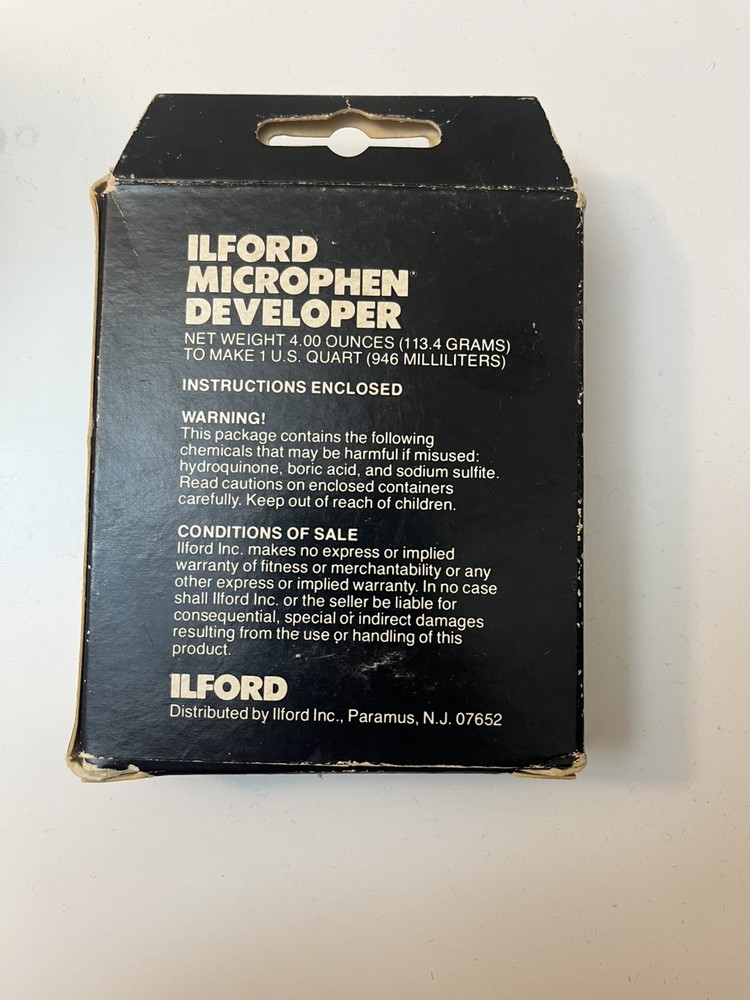 ILFORD
MICROPHEN®
DEVELOPER
NET WEIGHT 4.00 OUNCES (113.4 GRAMS)
TO MAKE 1 U.S. QUART (946 MILLILITERS)
INSTRUCTIONS ENCLOSED
WARNING!
This package contains the following
chemicals that may be harmful if misused:
hydroquinone, boric acid, and sodium sulfite.
Read cautions on enclosed containers
carefully. Keep out of reach of children.
CONDITIONS OF SALE
Ilford Inc. makes no express or implied
warranty of fitness or merchantability or any
other express or implied warranty. In no case
shall Ilford Inc. or the seller be liable for
consequential, special or indirect damages
resulting from the use or handling of this
product.
ILFORD
Distributed by Ilford Inc., Paramus, N.J. 07652